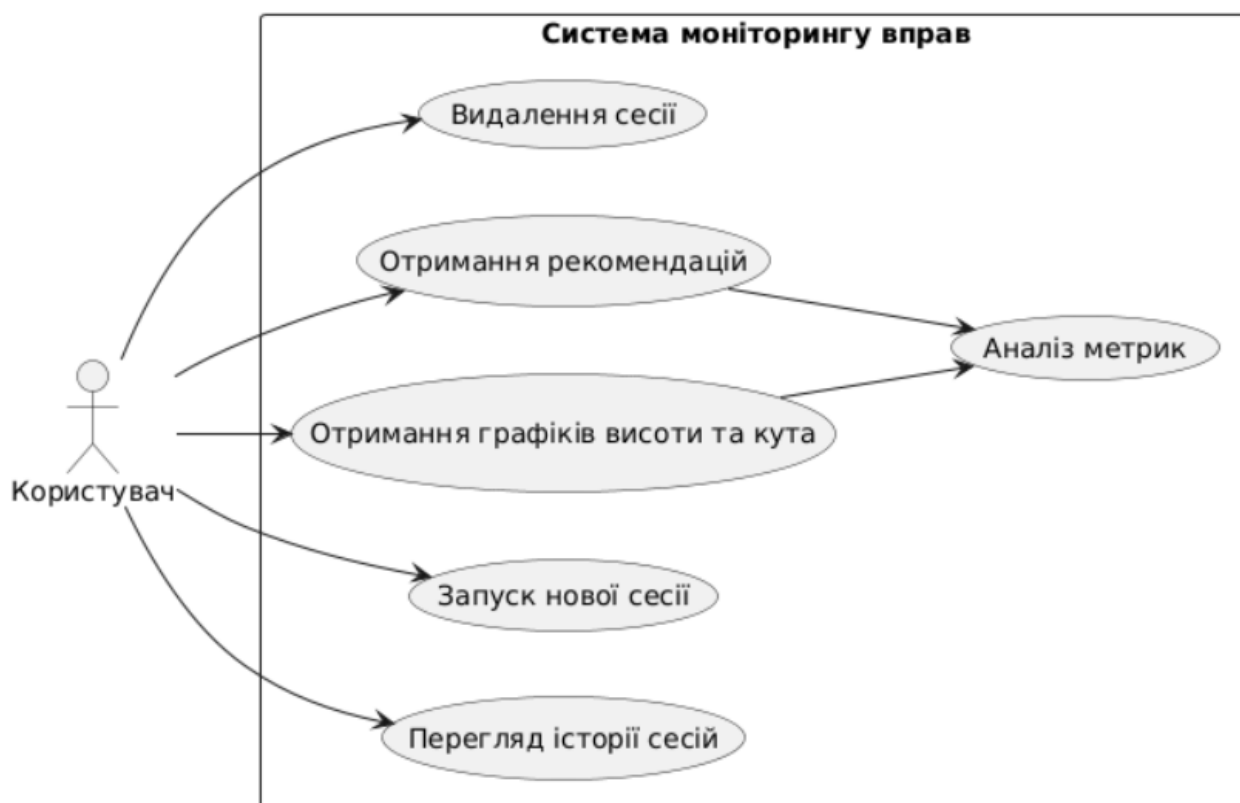 Система моніторингу вправ
Видалення сесії
Отримання рекомендацій
Аналіз метрик
Отримання графіків висоти та кута
Користувач
Запуск нової сесії
Перегляд історії сесій